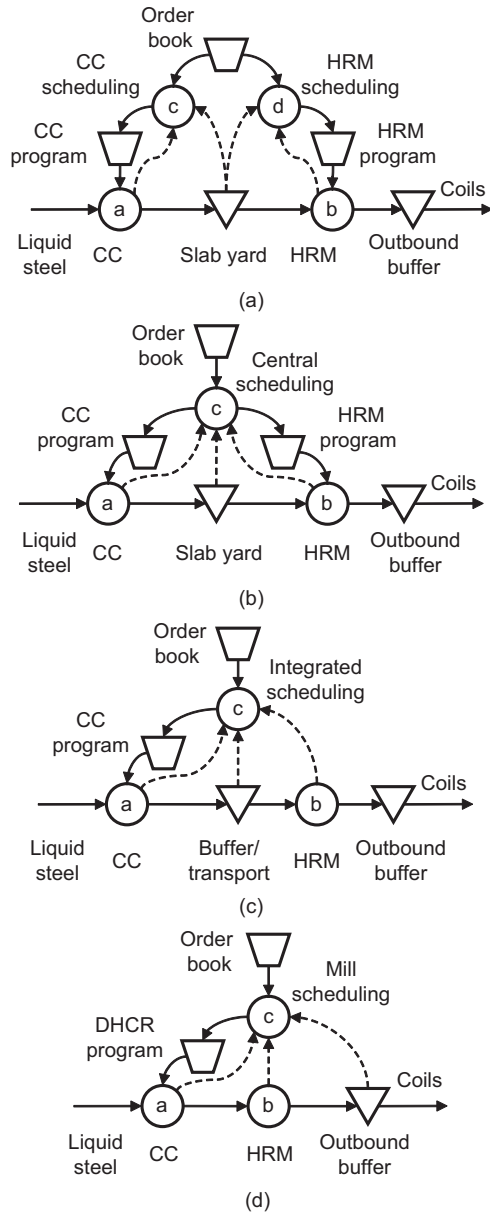 Order
book
CC
scheduling
HRM
scheduling
c
d
CC
program
HRM
program
a
b
Coils
Liquid
steel
CC
Slab yard
HRM
Outbound
buffer
(a)
Order
book
Central
scheduling
c
CC
program
HRM
program
a
b
Coils
Liquid
steel
CC
Slab yard
HRM
Outbound
buffer
(b)
Order
book
Integrated
scheduling
c
CC
program
a
b
Coils
Liquid
steel
CC
Buffer/
transport
HRM
Outbound
buffer
(c)
Order
book
Mill
scheduling
c
DHCR
program
a
b
Coils
Liquid
steel
CC
HRM
Outbound
buffer
(d)